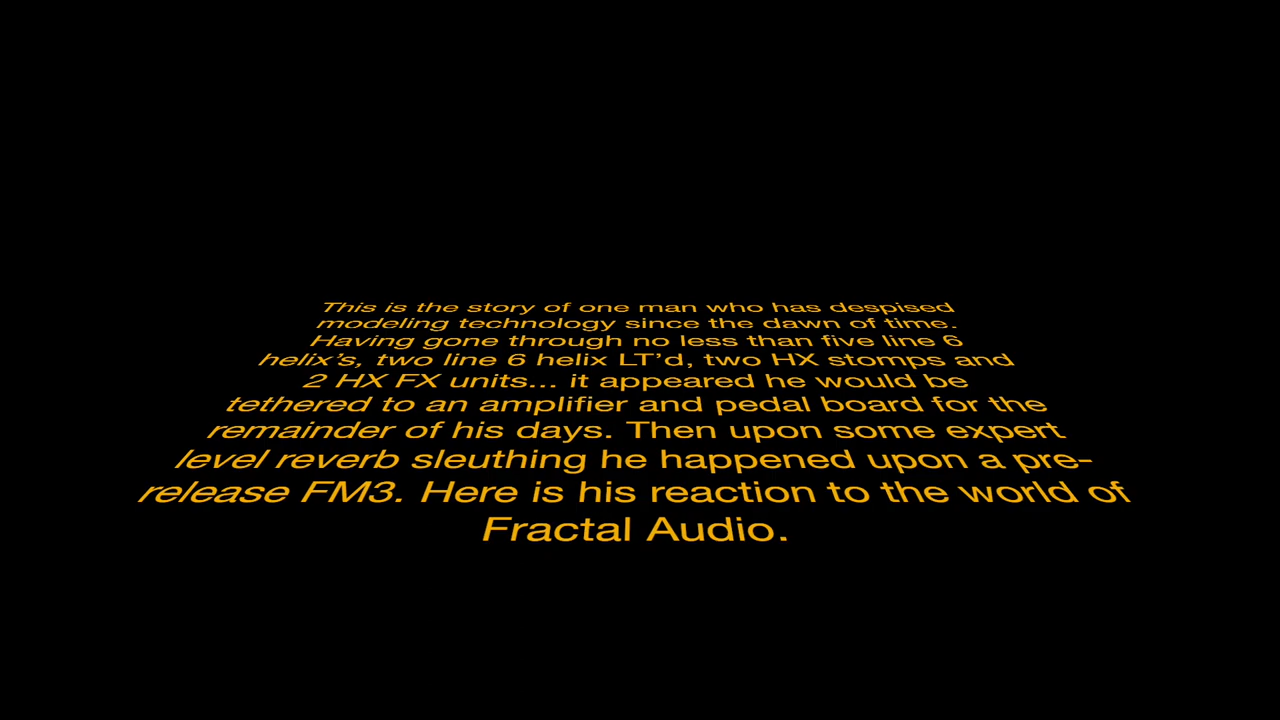 This is the story of one man who has despised
modeling technology since the dawn of time.
Having gone through no less than five line 6
helix's, two line 6 helix LT'd, two HX stomps and
2 HX FX units... it appeared he would be
tethered to an amplifier and pedal board for the
remainder of his days. Then upon some expert
level reverb sleuthing he happened upon a pre-
release FM3. Here is his reaction to the world of
Fractal Audio.